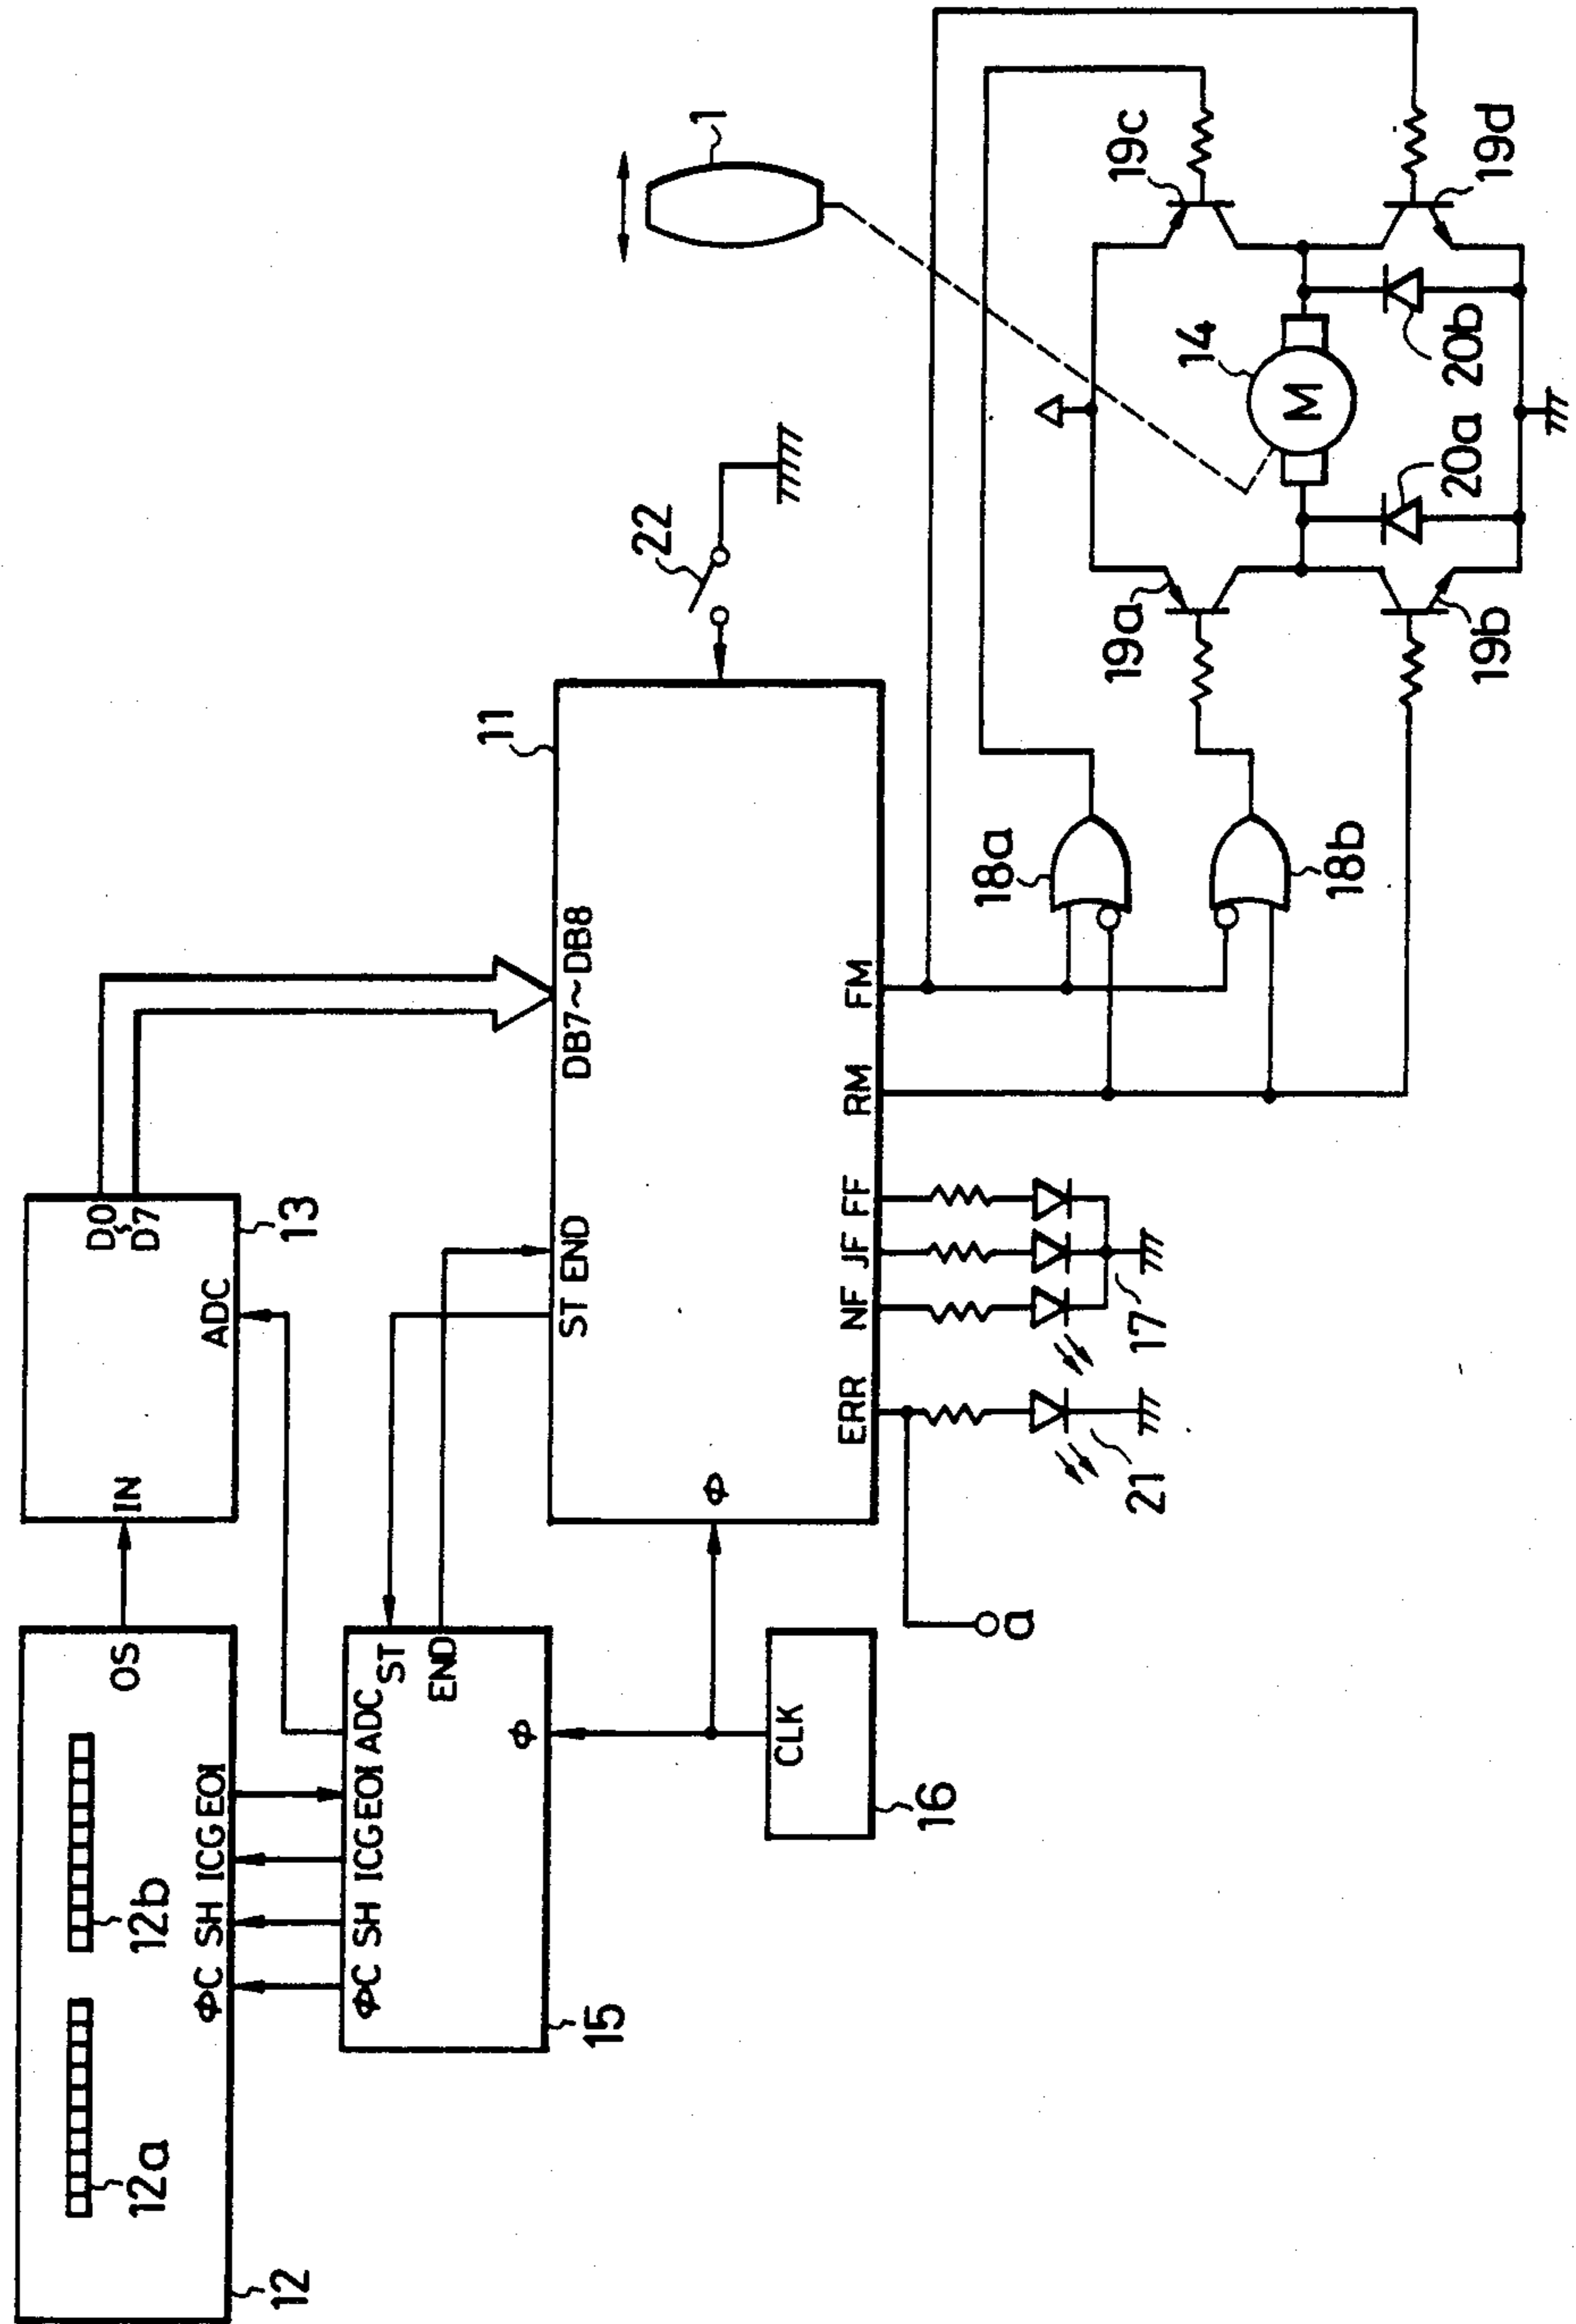 12
12a
12b
OS
ΦC SH ICG EOI
IN
D0
~
D7
ADC
13
ΦC SH ICG EOI ADC
ST
END
Φ
15
CLK
16
11
Φ
ST END
DB7~DB8
ERR
NF JF FF
RM
FM
22
1
a
21
17
18a
18b
19a
19b
19c
19d
14
M
20a
20b